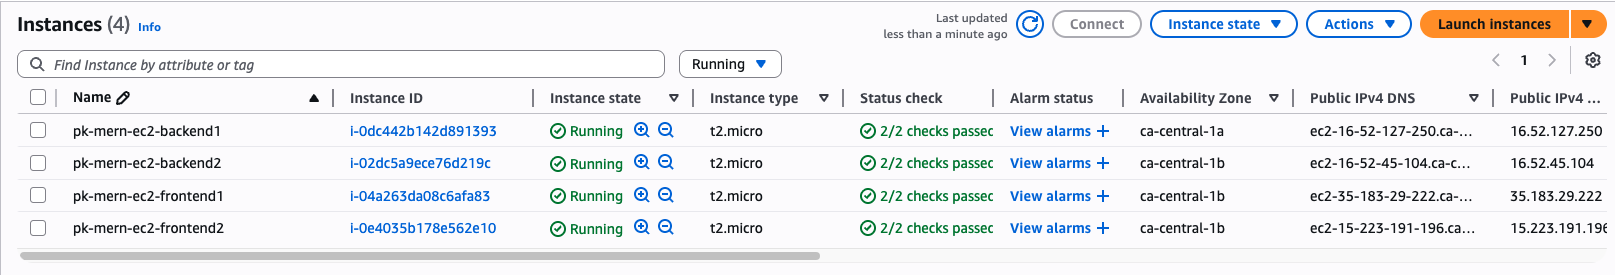 Instances (4) Info
Last updated
less than a minute ago
Connect
Instance state
Actions
Launch instances
Find Instance by attribute or tag
Running
1
Name Instance ID Instance state Instance type Status check Alarm status Availability Zone Public IPv4 DNS Public IPv4 ...
pk-mern-ec2-backend1 i-0dc442b142d891393 Running t2.micro 2/2 checks passec View alarms + ca-central-1a ec2-16-52-127-250.ca-... 16.52.127.250
pk-mern-ec2-backend2 i-02dc5a9ece76d219c Running t2.micro 2/2 checks passec View alarms + ca-central-1b ec2-16-52-45-104.ca-c... 16.52.45.104
pk-mern-ec2-frontend1 i-04a263da08c6afa83 Running t2.micro 2/2 checks passec View alarms + ca-central-1b ec2-35-183-29-222.ca-... 35.183.29.222
pk-mern-ec2-frontend2 i-0e4035b178e562e10 Running t2.micro 2/2 checks passec View alarms + ca-central-1b ec2-15-223-191-196.ca... 15.223.191.196